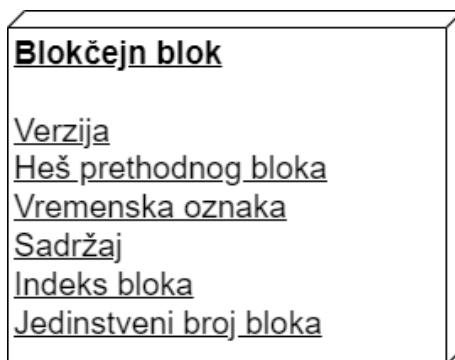 Blokčejn blok
Verzija
Heš prethodnog bloka
Vremenska oznaka
Sadržaj
Indeks bloka
Jedinstveni broj bloka